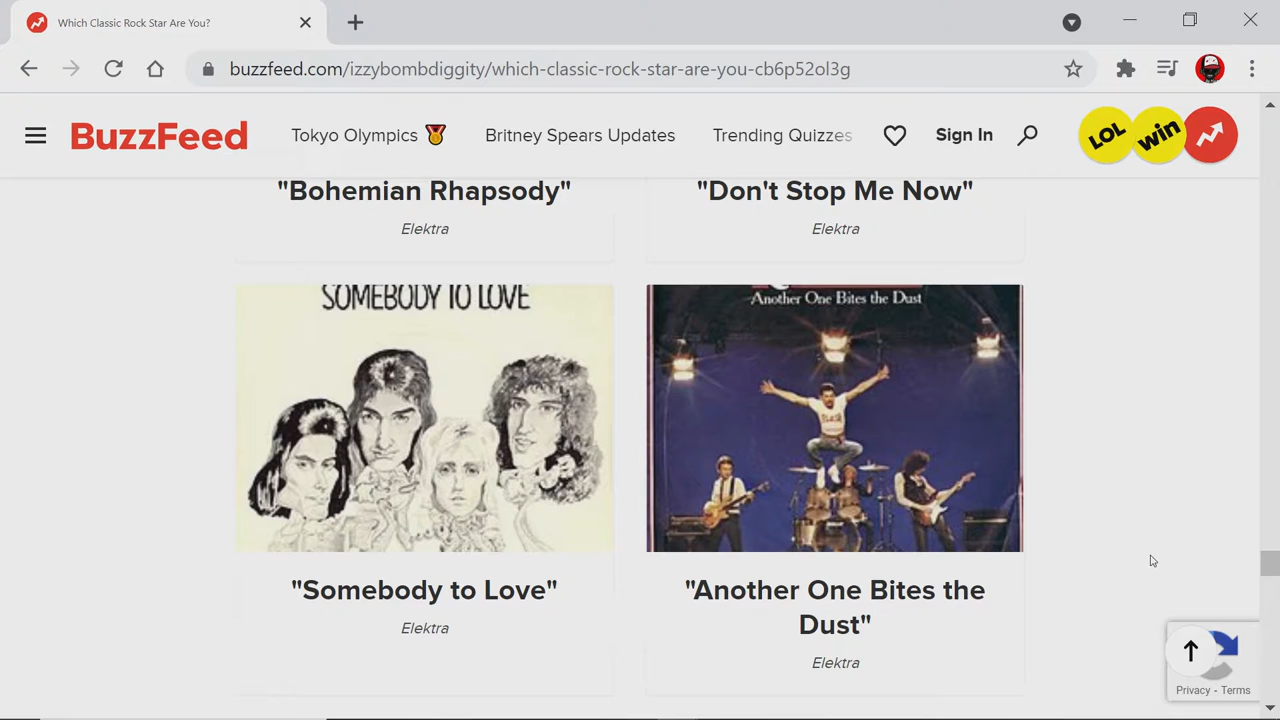 Which Classic Rock Star Are You?
buzzfeed.com/izzybombdiggity/which-classic-rock-star-are-you-cb6p52ol3g
BuzzFeed Tokyo Olympics Britney Spears Updates Trending Quizzes Sign In LOL win
"Bohemian Rhapsody" "Don't Stop Me Now"
Elektra Elektra
SOMEBODY TO LOVE
Another One Bites the Dust
FLASH
"Somebody to Love"
Elektra
"Another One Bites the
Dust"
Elektra
Privacy - Terms